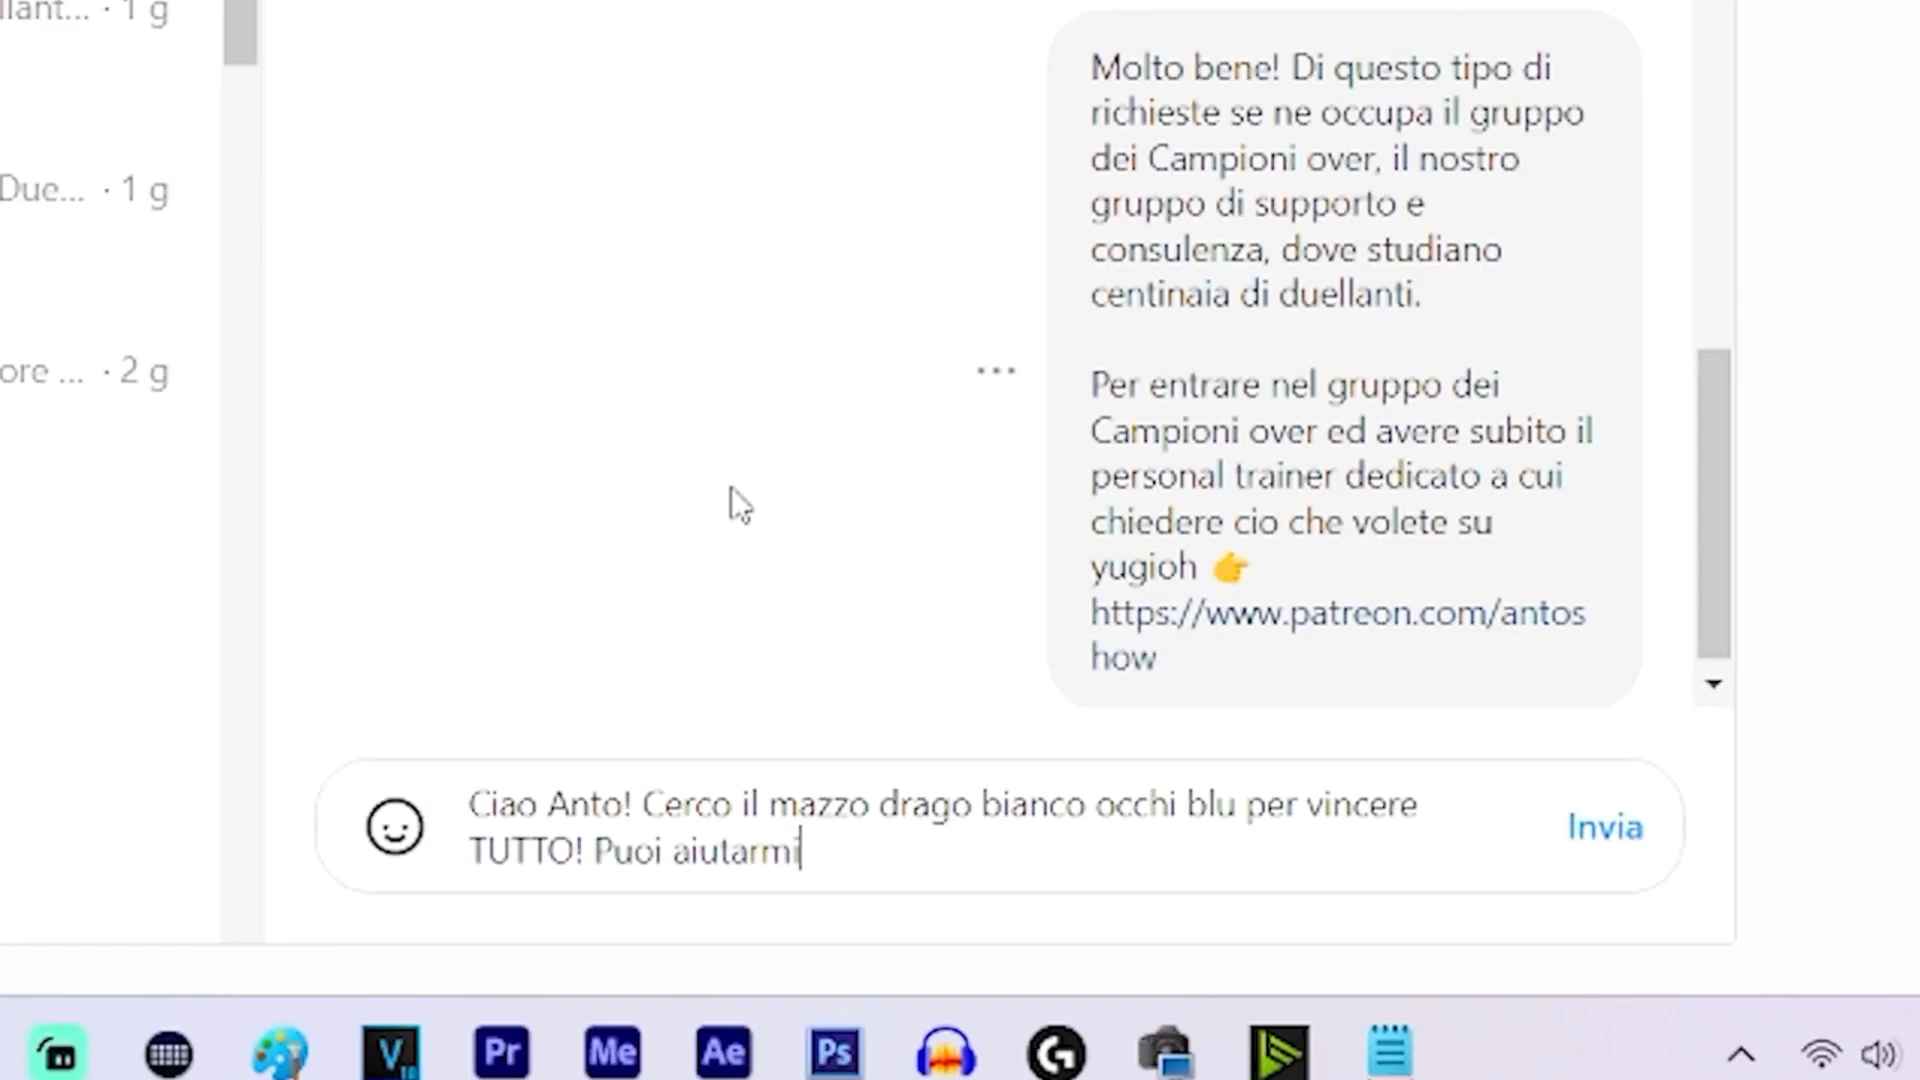 llant... · 1 g
Due... · 1 g
ore ... · 2 g
Molto bene! Di questo tipo di
richieste se ne occupa il gruppo
dei Campioni over, il nostro
gruppo di supporto e
consulenza, dove studiano
centinaia di duellanti.
Per entrare nel gruppo dei
Campioni over ed avere subito il
personal trainer dedicato a cui
chiedere cio che volete su
yugioh 👉
https://www.patreon.com/antos
how
Ciao Anto! Cerco il mazzo drago bianco occhi blu per vincere
TUTTO! Puoi aiutarmi
Invia
V Pr Me Ae Ps G